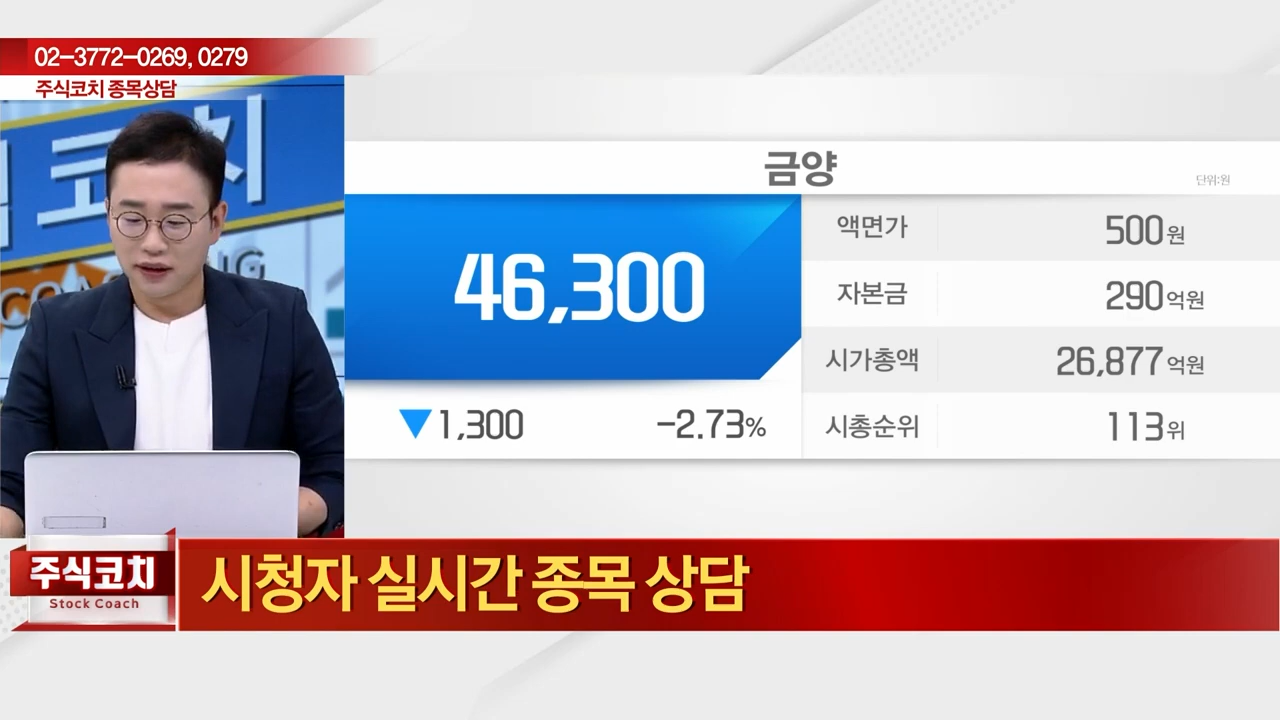 02-3772-0269, 0279
주식코치 종목상담
코치
금양
단위:원
46,300
▼1,300 -2.73%
액면가 500원
자본금 290억원
시가총액 26,877억원
시총순위 113위
주식코치
Stock Coach
시청자 실시간 종목 상담